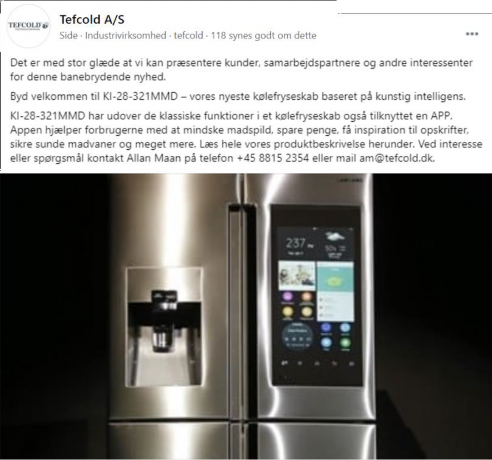 Tefcold A/S
TEFCOLD
Side · Industrivirksomhed · tefcold · 118 synes godt om dette
Det er med stor glæde at vi kan præsentere kunder, samarbejdspartnere og andre interessenter
for denne banebrydende nyhed.
Byd velkommen til KI-28-321MMD – vores nyeste kølefryseskab baseret på kunstig intelligens.
KI-28-321MMD har udover de klassiske funktioner i et kølefryseskab også tilknyttet en APP.
Appen hjælper forbrugerne med at mindske madspild, spare penge, få inspiration til opskrifter,
sikre sunde madvaner og meget mere. Læs hele vores produktbeskrivelse herunder. Ved interesse
eller spørgsmål kontakt Allan Maan på telefon +45 8815 2354 eller mail am@tefcold.dk.
237